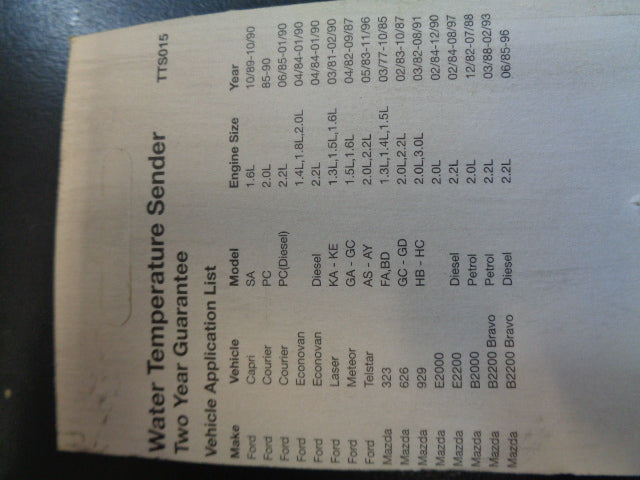 Water Temperature Sender TTS015
Two Year Guarantee
Vehicle Application List
Make Vehicle Model Engine Size Year
Ford Capri SA 1.6L 10/89-10/90
Ford Courier PC 2.0L 85-90
Ford Courier PC(Diesel) 2.2L 06/85-01/90
Ford Econovan 1.4L,1.8L,2.0L 04/84-01/90
Ford Econovan Diesel 2.2L 04/84-01/90
Ford Laser KA - KE 1.3L,1.5L,1.6L 03/81-02/90
Ford Meteor GA - GC 1.5L,1.6L 04/82-09/87
Ford Telstar AS - AY 2.0L,2.2L 05/83-11/96
Mazda 323 FA,BD 1.3L,1.4L,1.5L 03/77-10/85
Mazda 626 GC - GD 2.0L,2.2L 02/83-10/87
Mazda 929 HB - HC 2.0L,3.0L 03/82-08/91
Mazda E2000 2.0L 02/84-12/90
Mazda E2200 Diesel 2.2L 02/84-08/97
Mazda B2000 Petrol 2.0L 12/82-07/88
Mazda B2200 Bravo Petrol 2.2L 03/88-02/93
Mazda B2200 Bravo Diesel 2.2L 06/85-96